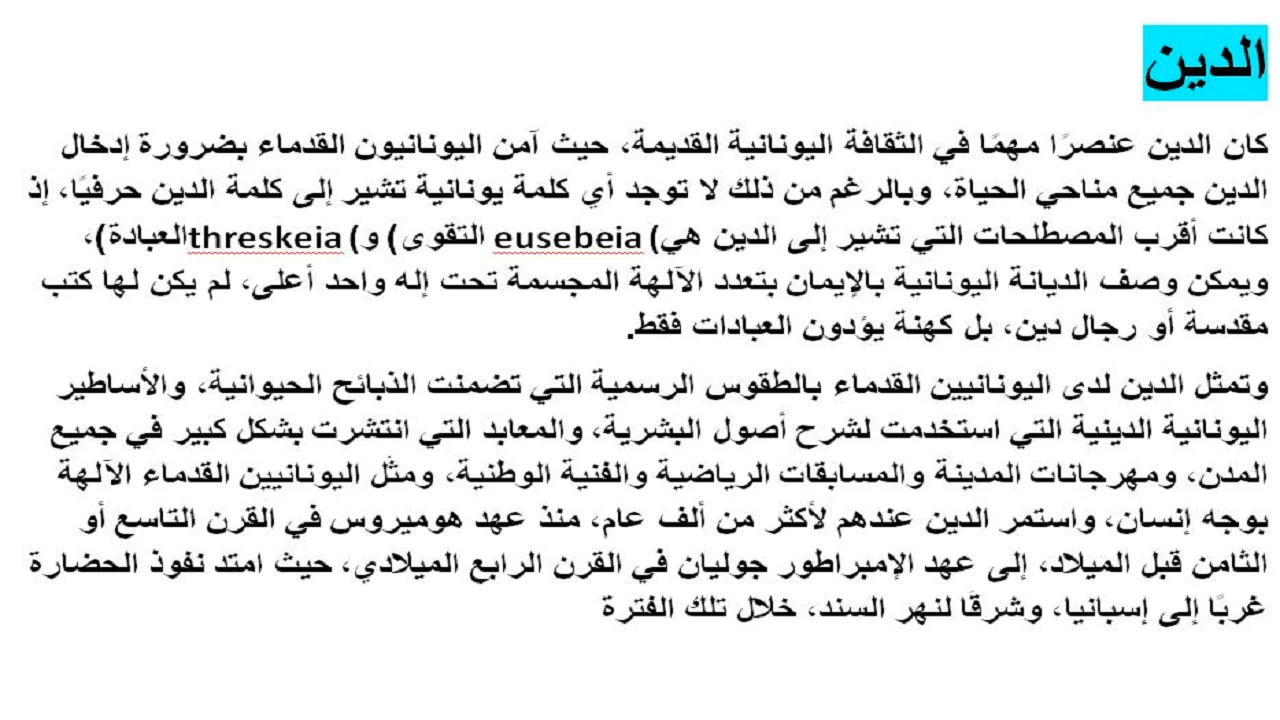 الدين
كان الدين عنصرًا مهمًا في الثقافة اليونانية القديمة، حيث آمن اليونانيون القدماء بضرورة إدخال
الدين جميع مناحي الحياة، وبالرغم من ذلك لا توجد أي كلمة يونانية تشير إلى كلمة الدين حرفيًا، إذ
كانت أقرب المصطلحات التي تشير إلى الدين هي) eusebeia التقوى) و) threskeiaالعبادة)،
ويمكن وصف الديانة اليونانية بالإيمان بتعدد الآلهة المجسمة تحت إله واحد أعلى، لم يكن لها كتب
مقدسة أو رجال دين، بل كهنة يؤدون العبادات فقط.
وتمثل الدين لدى اليونانيين القدماء بالطقوس الرسمية التي تضمنت الذبائح الحيوانية، والأساطير
اليونانية الدينية التي استخدمت لشرح أصول البشرية، والمعابد التي انتشرت بشكل كبير في جميع
المدن، ومهرجانات المدينة والمسابقات الرياضية والفنية الوطنية، ومثّل اليونانيين القدماء الآلهة
بوجه إنسان، واستمر الدين عندهم لأكثر من ألف عام، منذ عهد هوميروس في القرن التاسع أو
الثامن قبل الميلاد، إلى عهد الإمبراطور جوليان في القرن الرابع الميلادي، حيث امتد نفوذ الحضارة
غربًا إلى إسبانيا، وشرقًا لنهر السند، خلال تلك الفترة